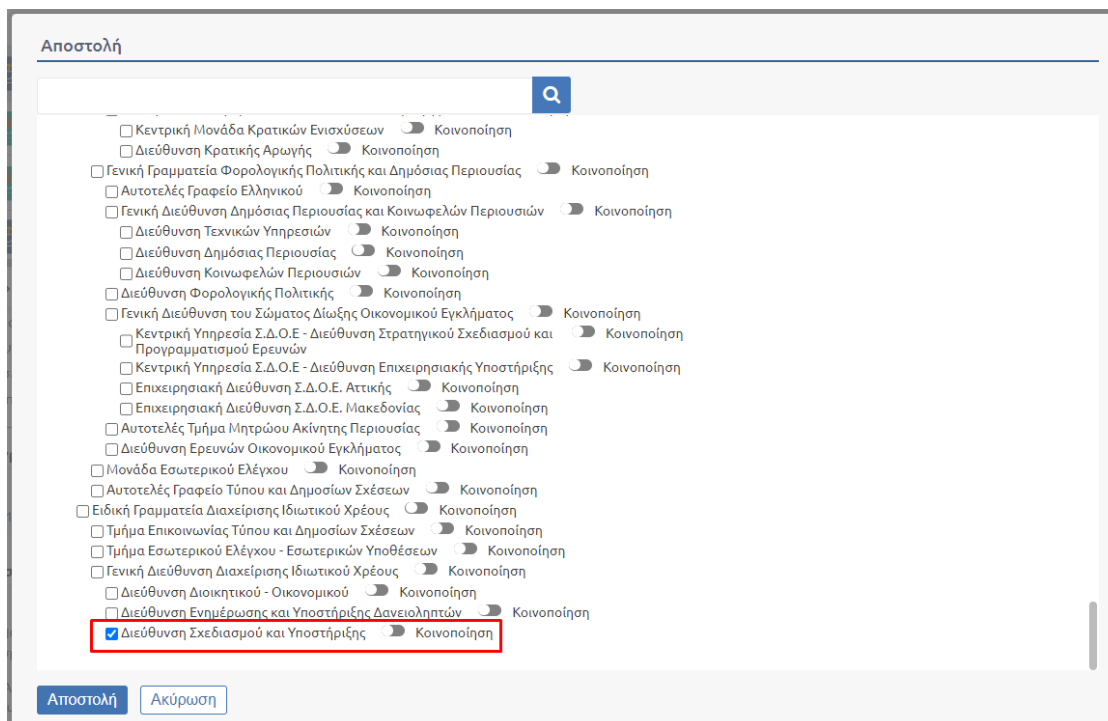 Αποστολή
Κεντρική Μονάδα Κρατικών Ενισχύσεων Κοινοποίηση
Διεύθυνση Κρατικής Αρωγής Κοινοποίηση
Γενική Γραμματεία Φορολογικής Πολιτικής και Δημόσιας Περιουσίας Κοινοποίηση
Αυτοτελές Γραφείο Ελληνικού Κοινοποίηση
Γενική Διεύθυνση Δημόσιας Περιουσίας και Κοινωφελών Περιουσιών Κοινοποίηση
Διεύθυνση Τεχνικών Υπηρεσιών Κοινοποίηση
Διεύθυνση Δημόσιας Περιουσίας Κοινοποίηση
Διεύθυνση Κοινωφελών Περιουσιών Κοινοποίηση
Διεύθυνση Φορολογικής Πολιτικής Κοινοποίηση
Γενική Διεύθυνση του Σώματος Δίωξης Οικονομικού Εγκλήματος Κοινοποίηση
Κεντρική Υπηρεσία Σ.Δ.Ο.Ε - Διεύθυνση Στρατηγικού Σχεδιασμού και Κοινοποίηση
Προγραμματισμού Ερευνών
Κεντρική Υπηρεσία Σ.Δ.Ο.Ε - Διεύθυνση Επιχειρησιακής Υποστήριξης Κοινοποίηση
Επιχειρησιακή Διεύθυνση Σ.Δ.Ο.Ε. Αττικής Κοινοποίηση
Επιχειρησιακή Διεύθυνση Σ.Δ.Ο.Ε. Μακεδονίας Κοινοποίηση
Αυτοτελές Τμήμα Μητρώου Ακίνητης Περιουσίας Κοινοποίηση
Διεύθυνση Ερευνών Οικονομικού Εγκλήματος Κοινοποίηση
Μονάδα Εσωτερικού Ελέγχου Κοινοποίηση
Αυτοτελές Γραφείο Τύπου και Δημοσίων Σχέσεων Κοινοποίηση
Ειδική Γραμματεία Διαχείρισης Ιδιωτικού Χρέους Κοινοποίηση
Τμήμα Επικοινωνίας Τύπου και Δημοσίων Σχέσεων Κοινοποίηση
Τμήμα Εσωτερικού Ελέγχου - Εσωτερικών Υποθέσεων Κοινοποίηση
Γενική Διεύθυνση Διαχείρισης Ιδιωτικού Χρέους Κοινοποίηση
Διεύθυνση Διοικητικού - Οικονομικού Κοινοποίηση
Διεύθυνση Ενημέρωσης και Υποστήριξης Δανειοληπτών Κοινοποίηση
Διεύθυνση Σχεδιασμού και Υποστήριξης Κοινοποίηση
Αποστολή Ακύρωση